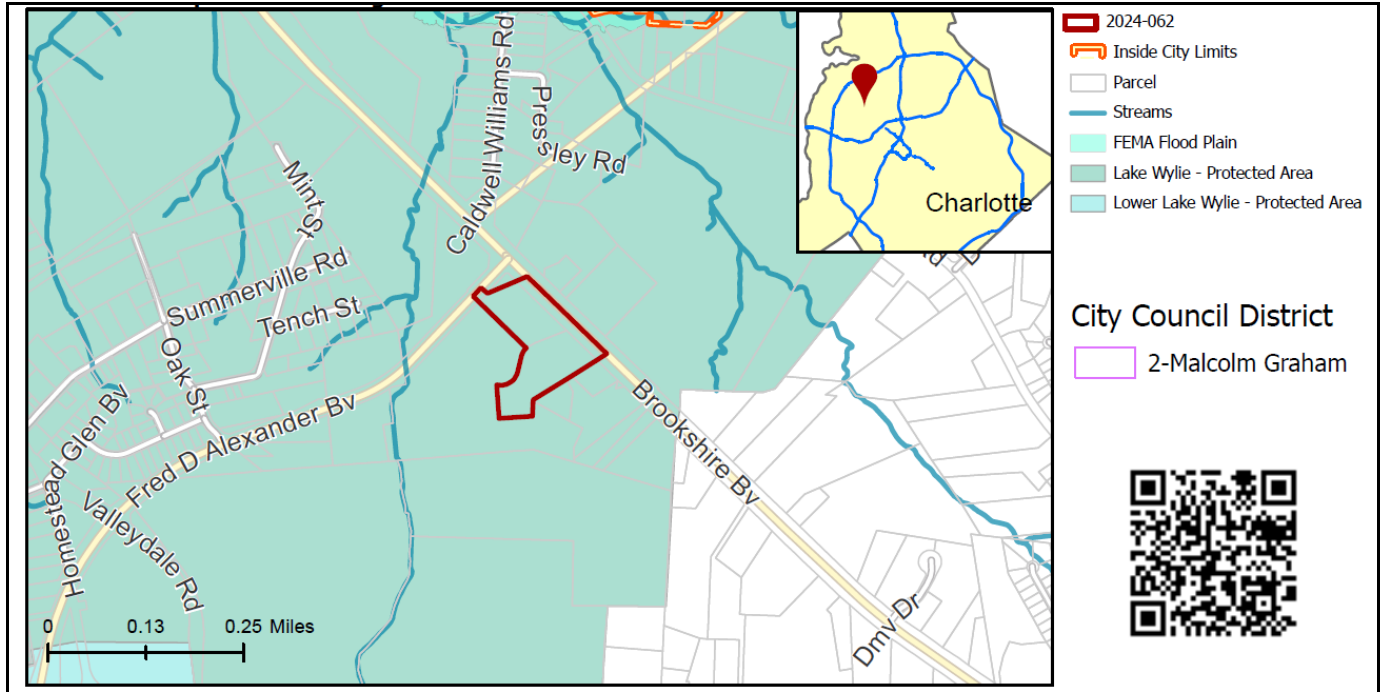 Caldwell Williams Rd
Pressley Rd
Mint St
Summerville Rd
Tench St
Oak St
Homestead Glen Bv
Fred D Alexander Bv
Valleydale Rd
Brookshire Bv
Dmv Dr
0 0.13 0.25 Miles
Charlotte
2024-062
Inside City Limits
Parcel
Streams
FEMA Flood Plain
Lake Wylie - Protected Area
Lower Lake Wylie - Protected Area
City Council District
2-Malcolm Graham